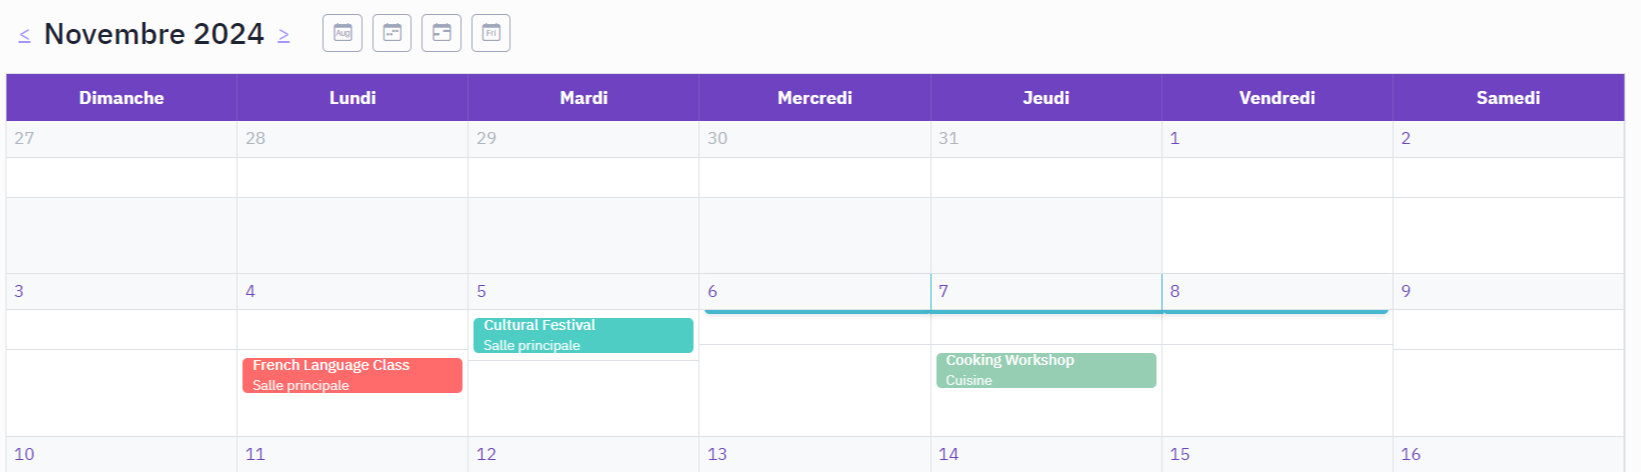 < Novembre 2024 > Aug Fri
Dimanche Lundi Mardi Mercredi Jeudi Vendredi Samedi
27 28 29 30 31 1 2
3 4 5 6 7 8 9
Cultural Festival
Salle principale
French Language Class
Salle principale
Cooking Workshop
Cuisine
10 11 12 13 14 15 16